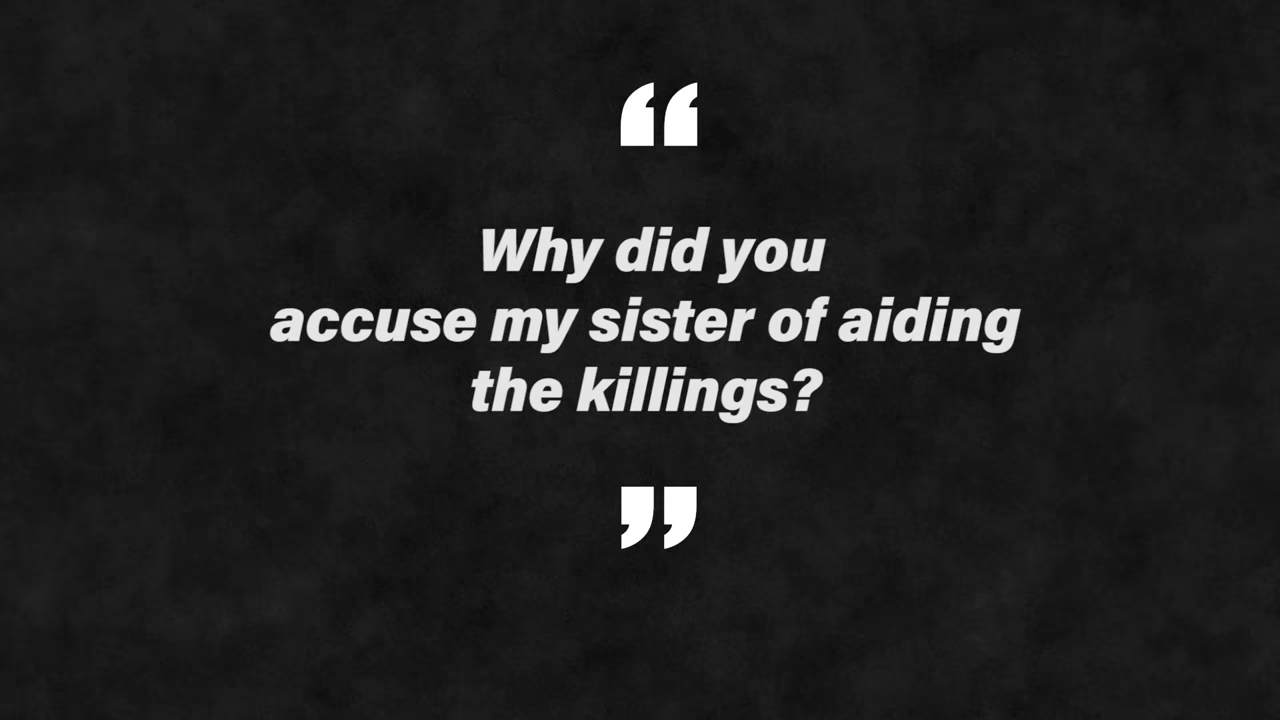 “
Why did you
accuse my sister of aiding
the killings?
”